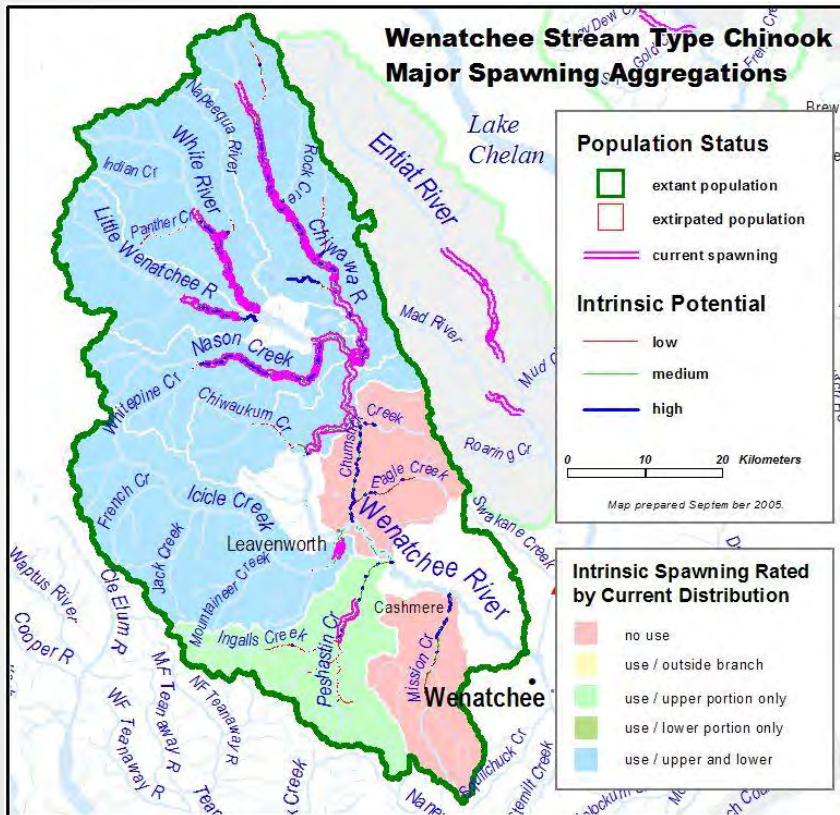 Wenatchee Stream Type Chinook
Major Spawning Aggregations
Lake
Chelan
Brew
Population Status
extant population
extirpated population
current spawning
Intrinsic Potential
low
medium
high
0 10 20 Kilometers
Map prepared September 2005.
Intrinsic Spawning Rated
by Current Distribution
no use
use / outside branch
use / upper portion only
use / lower portion only
use / upper and lower
Napeequa River
White River
Indian Cr
Panther Cr
Little Wenatchee R
Rock Cre
Chiwawa R
Entiat River
Mad River
Nason Creek
Whitepine Cr
Chiwaukum Cr
Creek
Eagle Creek
Roaring Cr
Swakane Creek
French Cr
Icicle Creek
Jack Creek
Leavenworth
Mountaineer Creek
Wenatchee River
Cashmere
Ingalls Creek
Peshastin Cr
Mission Cr
Wenatchee
Waptus River
Cle Elum R
Cooper R
MF Teanaway R
NF Teanaway R
WF Teanaway R
Creek
Squilchuck Cr